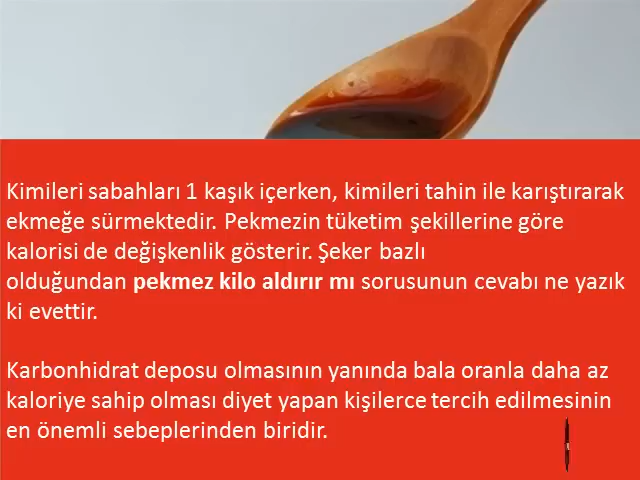 Kimileri sabahları 1 kaşık içerken, kimileri tahin ile karıştırarak
ekmeğe sürmektedir. Pekmezin tüketim şekillerine göre
kalorisi de değişkenlik gösterir. Şeker bazlı
olduğundan pekmez kilo aldırır mı sorusunun cevabı ne yazık
ki evettir.
Karbonhidrat deposu olmasının yanında bala oranla daha az
kaloriye sahip olması diyet yapan kişilerce tercih edilmesinin
en önemli sebeplerinden biridir.